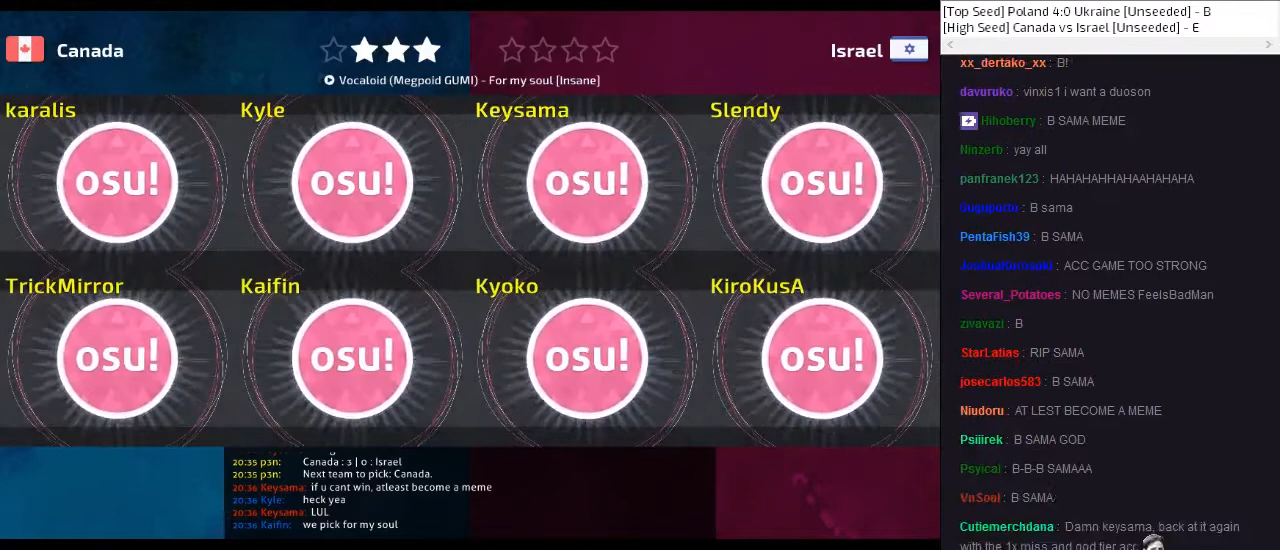 Canada
Israel
Vocaloid (Megpoid GUMI) - For my soul [Insane]
karalis
Kyle
Keysama
Slendy
osu!
osu!
osu!
osu!
TrickMirror
Kaifin
Kyoko
KiroKusA
osu!
osu!
osu!
osu!
20:35 p3n: Canada : 3 | 0 : Israel
20:35 p3n: Next team to pick: Canada.
20:36 Keysama: if u cant win, atleast become a meme
20:36 Kyle: heck yea
20:36 Keysama: LUL
20:36 Kaifin: we pick for my soul
[Top Seed] Poland 4:0 Ukraine [Unseeded] - B
[High Seed] Canada vs Israel [Unseeded] - E
xx_dertako_xx : B!
davuruko : vinxis1 i want a duoson
Hihoberry : B SAMA MEME
Ninzerb : yay all
panfranek123 : HAHAHAHHAHAAHAHAHA
: B sama
PentaFish39 : B SAMA
: ACC GAME TOO STRONG
Several_Potatoes : NO MEMES FeelsBadMan
zivavazi : B
StarLatias : RIP SAMA
josecarlos583 : B SAMA
Niudoru : AT LEST BECOME A MEME
Psiiirek : B SAMA GOD
Psyical : B-B-B SAMAAA
VnSool : B SAMA
Cutiemerchdana : Damn keysama, back at it again
with the 1x miss and god tier acc